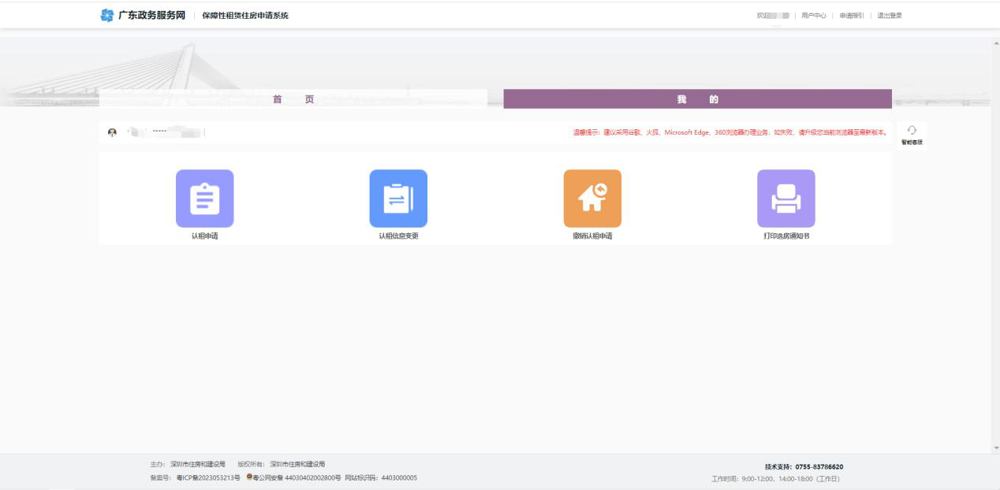 广东政务服务网 | 保障性租赁住房申请系统
用户中心 | 申请指引 | 退出登录
首 页
我 的
温馨提示：建议采用谷歌、火狐、Microsoft Edge、360浏览器办理业务，如失败，请升级您当前浏览器至最新版本。
智能客服
认租申请
认租信息变更
撤销认租申请
打印选房通知书
主办： 深圳市住房和建设局 版权所有： 深圳市住房和建设局
备案号： 粤ICP备2023053213号 粤公网安备 44030402002800号 网站标识码：4403000005
技术支持：0755-83786620
工作时间：9:00-12:00，14:00-18:00（工作日）